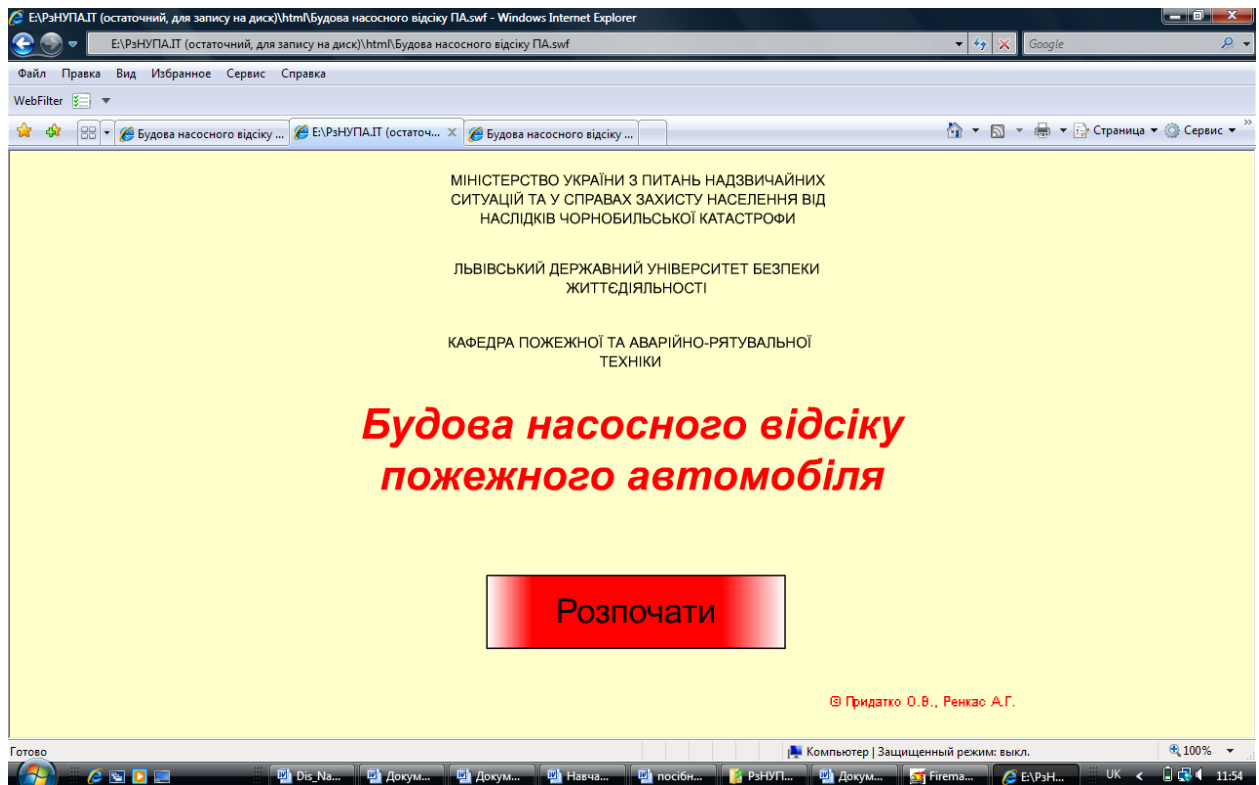 E:\РзНУПА.ІТ (остаточний, для запису на диск)\html\Будова насосного відсіку ПА.swf - Windows Internet Explorer
E:\РзНУПА.ІТ (остаточний, для запису на диск)\html\Будова насосного відсіку ПА.swf
Google
Файл Правка Вид Избранное Сервис Справка
WebFilter
Будова насосного відсіку ... E:\РзНУПА.ІТ (остаточ... Будова насосного відсіку ... Страница Сервис
МІНІСТЕРСТВО УКРАЇНИ З ПИТАНЬ НАДЗВИЧАЙНИХ
СИТУАЦІЙ ТА У СПРАВАХ ЗАХИСТУ НАСЕЛЕННЯ ВІД
НАСЛІДКІВ ЧОРНОБИЛЬСЬКОЇ КАТАСТРОФИ
ЛЬВІВСЬКИЙ ДЕРЖАВНИЙ УНІВЕРСИТЕТ БЕЗПЕКИ
ЖИТТЄДІЯЛЬНОСТІ
КАФЕДРА ПОЖЕЖНОЇ ТА АВАРІЙНО-РЯТУВАЛЬНОЇ
ТЕХНІКИ
Будова насосного відсіку
пожежного автомобіля
Розпочати
© Придатко О.В., Ренкас А.Г.
Готово Компьютер | Защищенный режим: выкл. 100%
Dis_Na... Докум... Докум... Навча... посібн... РзНУП... Докум... Firema... E:\РзН... UK 11:54